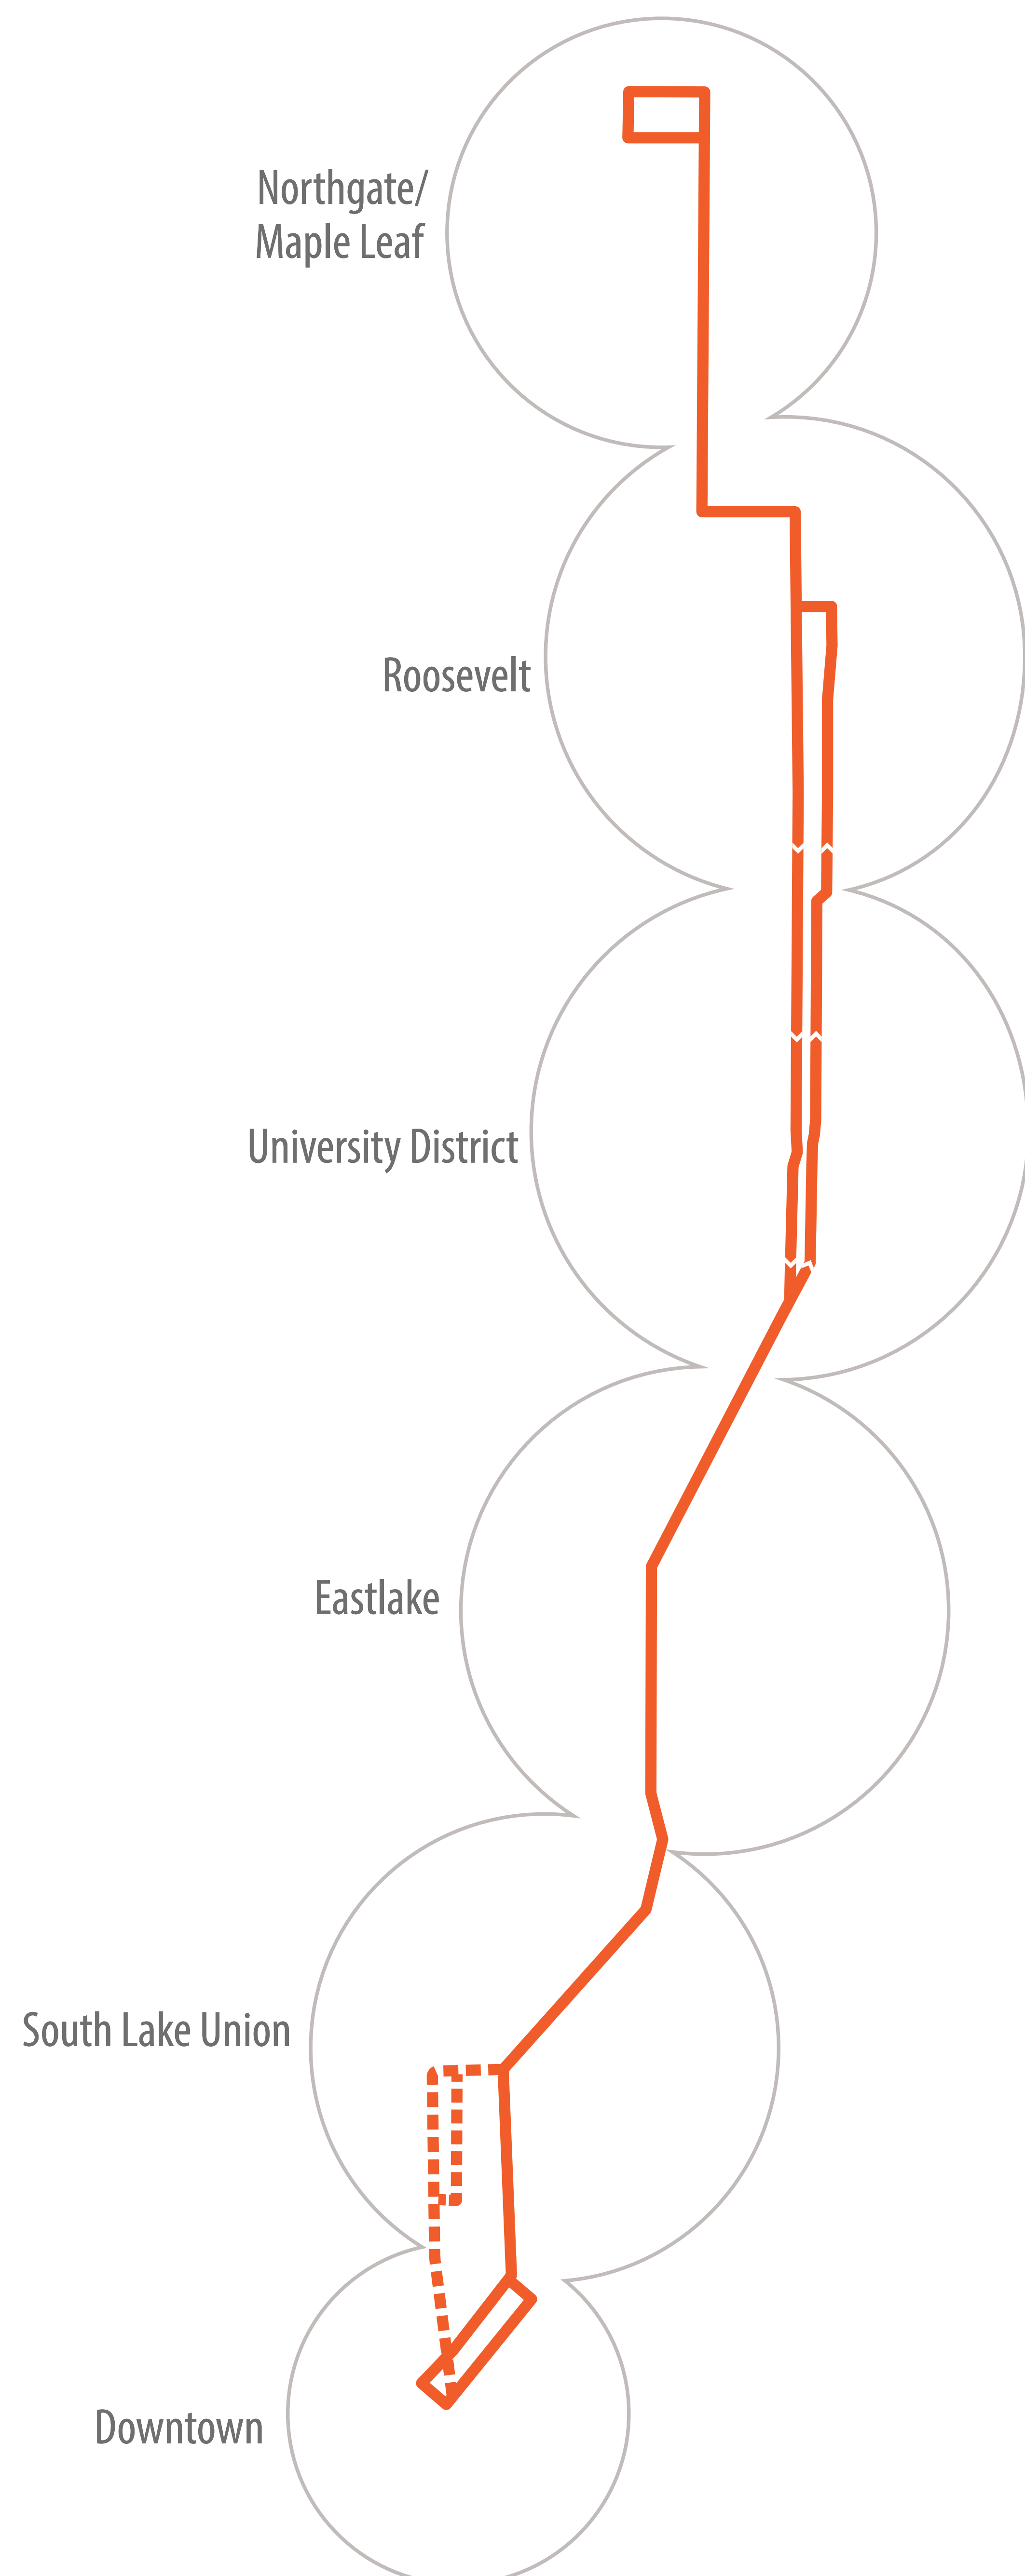 Northgate/
Maple Leaf
Roosevelt
University District
Eastlake
South Lake Union
Downtown